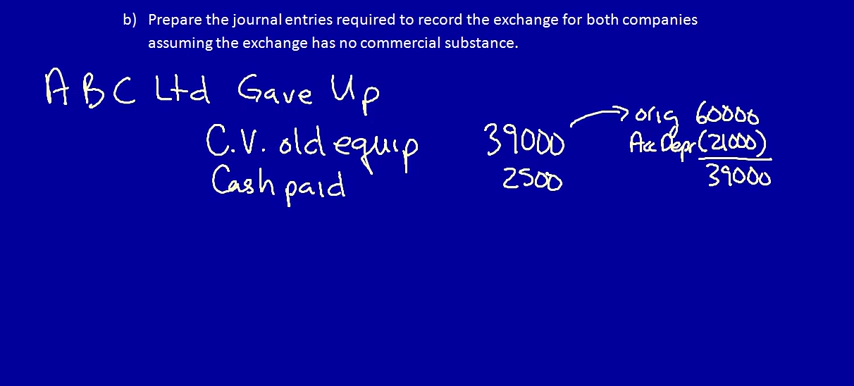 b) Prepare the journal entries required to record the exchange for both companies
assuming the exchange has no commercial substance.
ABC Ltd Gave Up
C.V. old equip 39000 → orig 60000
Acc Depr (21000)
Cash paid 2500 39000